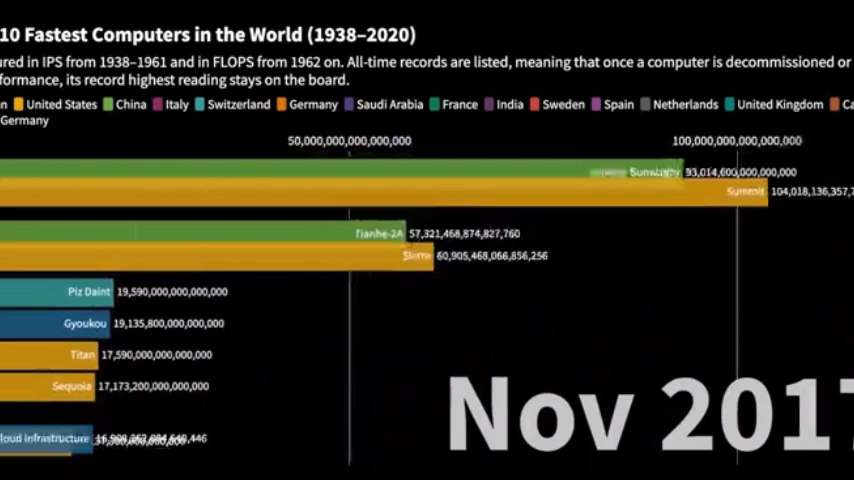 10 Fastest Computers in the World (1938–2020)
ured in IPS from 1938–1961 and in FLOPS from 1962 on. All-time records are listed, meaning that once a computer is decommissioned or
formance, its record highest reading stays on the board.
n United States China Italy Switzerland Germany Saudi Arabia France India Sweden Spain Netherlands United Kingdom Ca
Germany
50,000,000,000,000 100,000,000,000,000
93,014,600,000,000,000
Summit 104,018,136,357,7
Tianhe-2A 57,321,468,874,827,760
Sierra 60,905,468,066,856,256
Piz Daint 19,590,000,000,000,000
Gyoukou 19,135,800,000,000,000
Titan 17,590,000,000,000,000
Sequoia 17,173,200,000,000,000
loud Infrastructure
Nov 2017